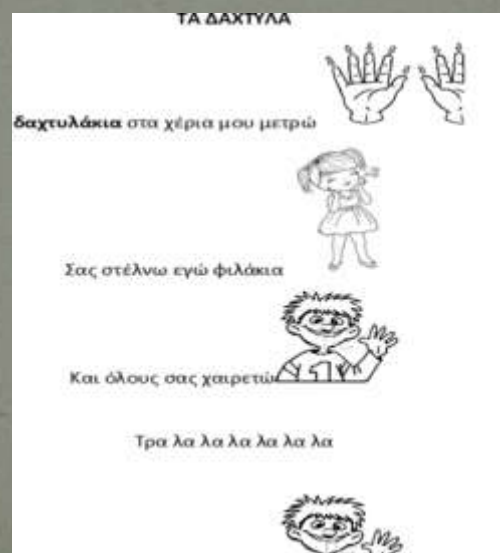 ΤΑ ΔΑΧΤΥΛΑ
δαχτυλάκια στα χέρια μου μετρώ
Σας στέλνω εγώ φιλάκια
Και όλους σας χαιρετώ
Τρα λα λα λα λα λα λα